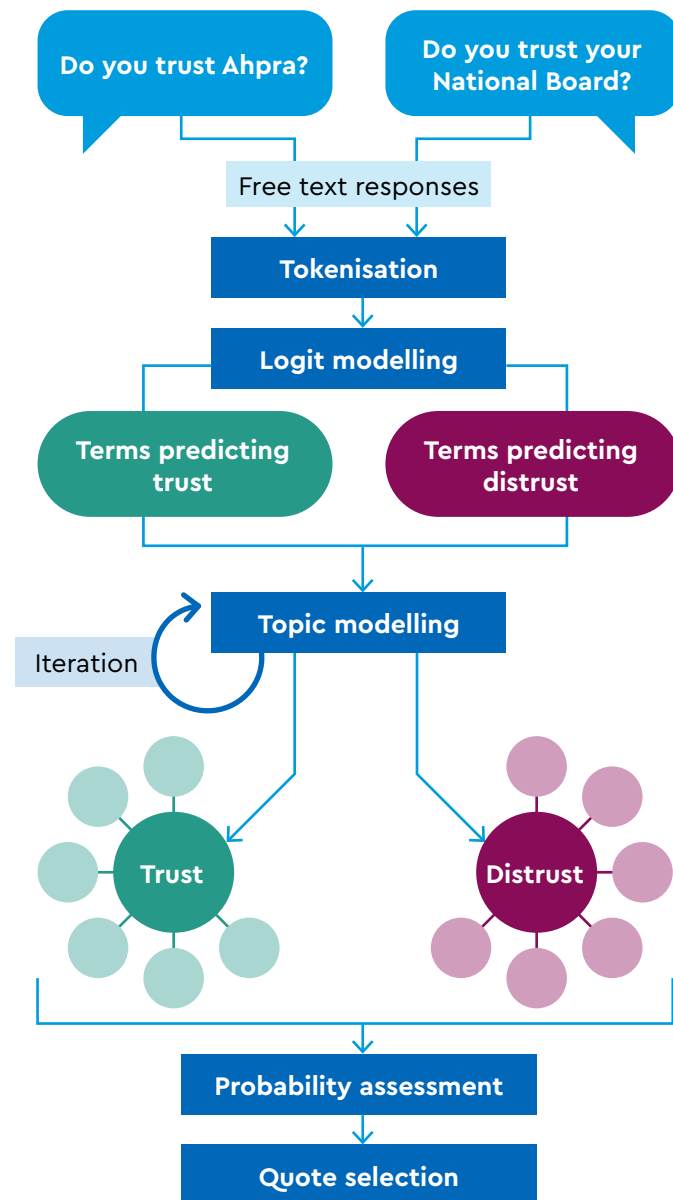 Do you trust Ahpra?
Do you trust your
National Board?
Free text responses
Tokenisation
Logit modelling
Terms predicting
trust
Terms predicting
distrust
Topic modelling
Iteration
Trust
Distrust
Probability assessment
Quote selection